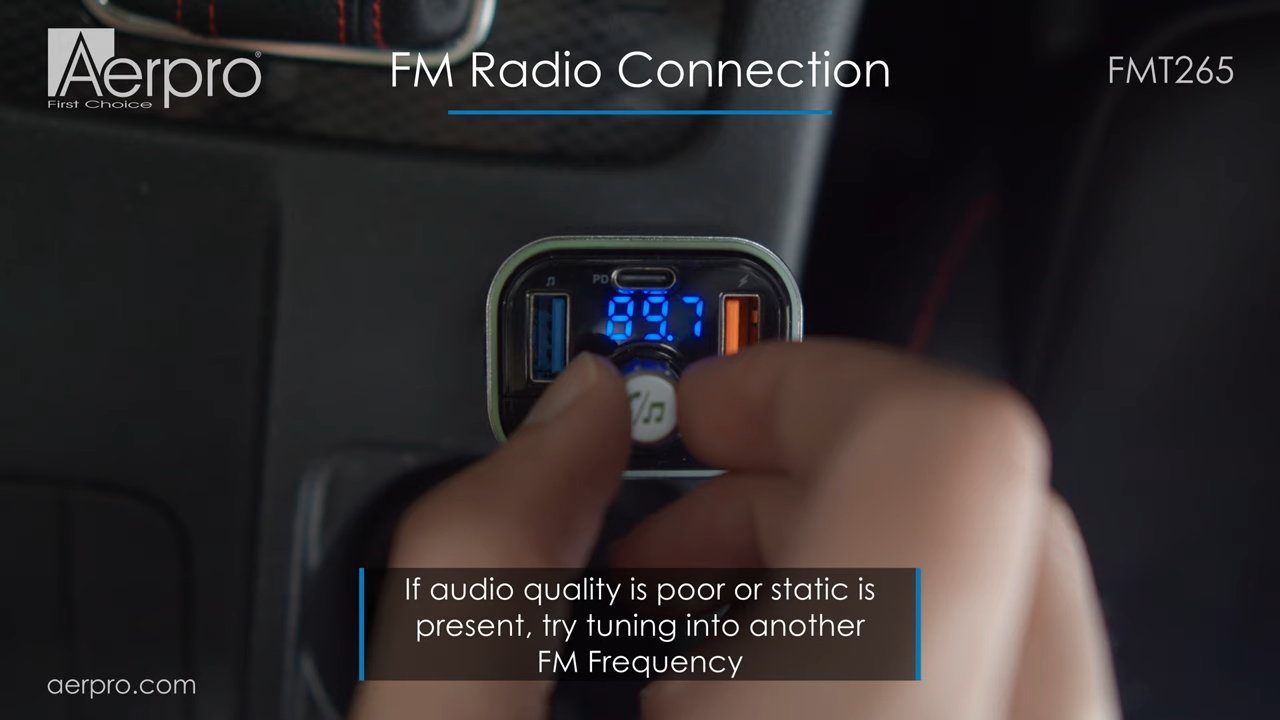 Aerpro®
First Choice
FM Radio Connection
FMT265
PD
89.7
If audio quality is poor or static is
present, try tuning into another
FM Frequency
aerpro.com